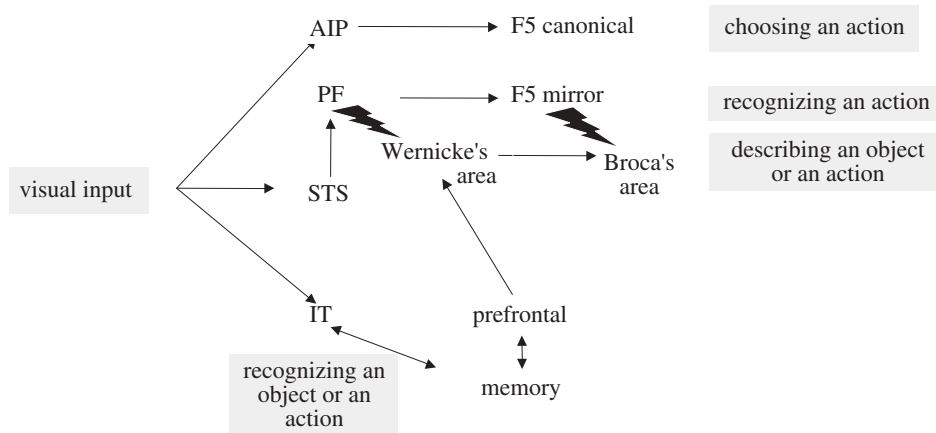 AIP
F5 canonical
choosing an action
PF
F5 mirror
recognizing an action
Wernicke's
area
Broca's
area
describing an object
or an action
visual input
STS
IT
prefrontal
recognizing an
object or an
action
memory